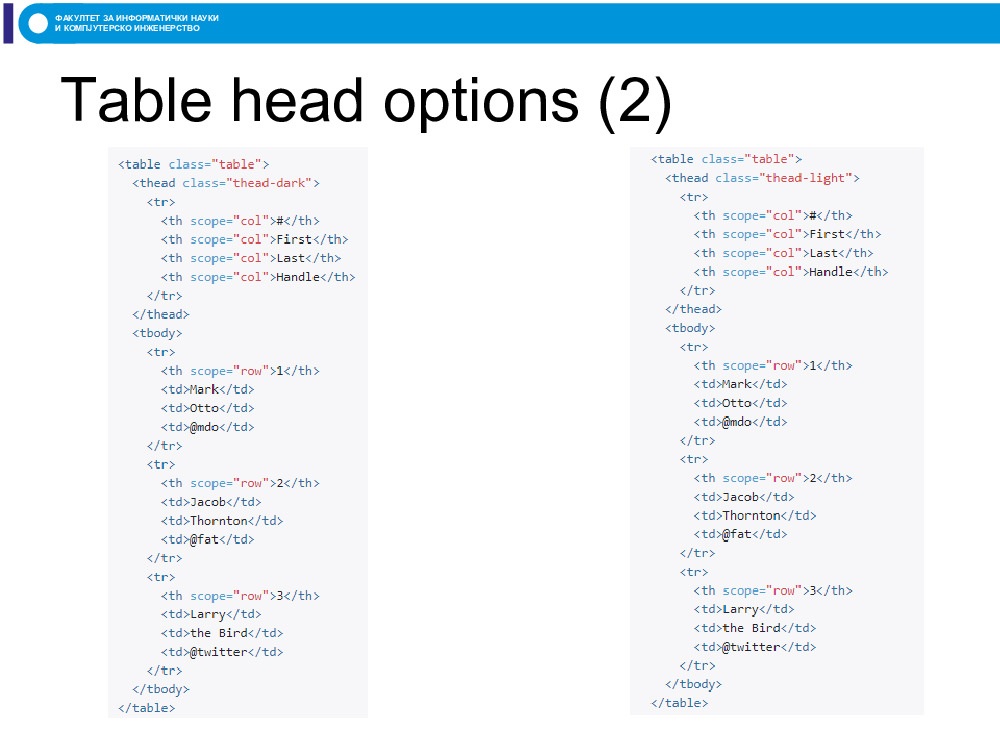 ФАКУЛТЕТ ЗА ИНФОРМАТИЧКИ НАУКИ
И КОМПЈУТЕРСКО ИНЖЕНЕРСТВО
Table head options (2)
<table class="table">
  <thead class="thead-dark">
    <tr>
      <th scope="col">#</th>
      <th scope="col">First</th>
      <th scope="col">Last</th>
      <th scope="col">Handle</th>
    </tr>
  </thead>
  <tbody>
    <tr>
      <th scope="row">1</th>
      <td>Mark</td>
      <td>Otto</td>
      <td>@mdo</td>
    </tr>
    <tr>
      <th scope="row">2</th>
      <td>Jacob</td>
      <td>Thornton</td>
      <td>@fat</td>
    </tr>
    <tr>
      <th scope="row">3</th>
      <td>Larry</td>
      <td>the Bird</td>
      <td>@twitter</td>
    </tr>
  </tbody>
</table>
<table class="table">
  <thead class="thead-light">
    <tr>
      <th scope="col">#</th>
      <th scope="col">First</th>
      <th scope="col">Last</th>
      <th scope="col">Handle</th>
    </tr>
  </thead>
  <tbody>
    <tr>
      <th scope="row">1</th>
      <td>Mark</td>
      <td>Otto</td>
      <td>@mdo</td>
    </tr>
    <tr>
      <th scope="row">2</th>
      <td>Jacob</td>
      <td>Thornton</td>
      <td>@fat</td>
    </tr>
    <tr>
      <th scope="row">3</th>
      <td>Larry</td>
      <td>the Bird</td>
      <td>@twitter</td>
    </tr>
  </tbody>
</table>